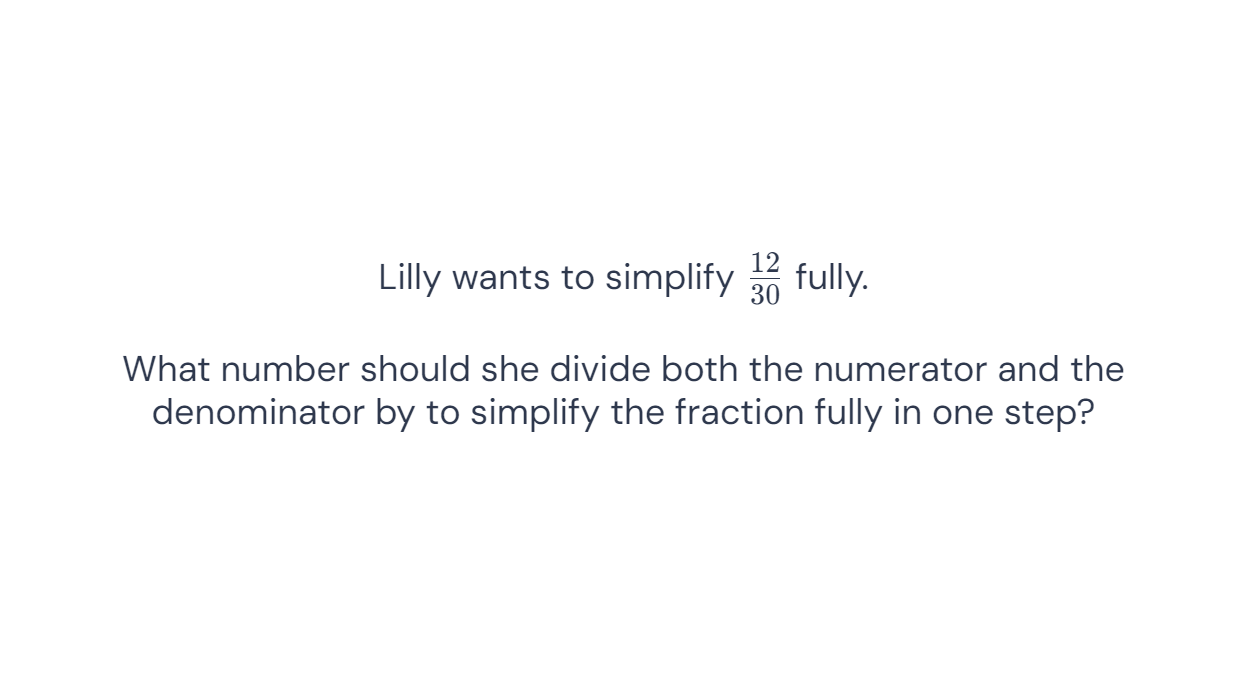 Lilly wants to simplify \frac{12}{30} fully.
What number should she divide both the numerator and the
denominator by to simplify the fraction fully in one step?